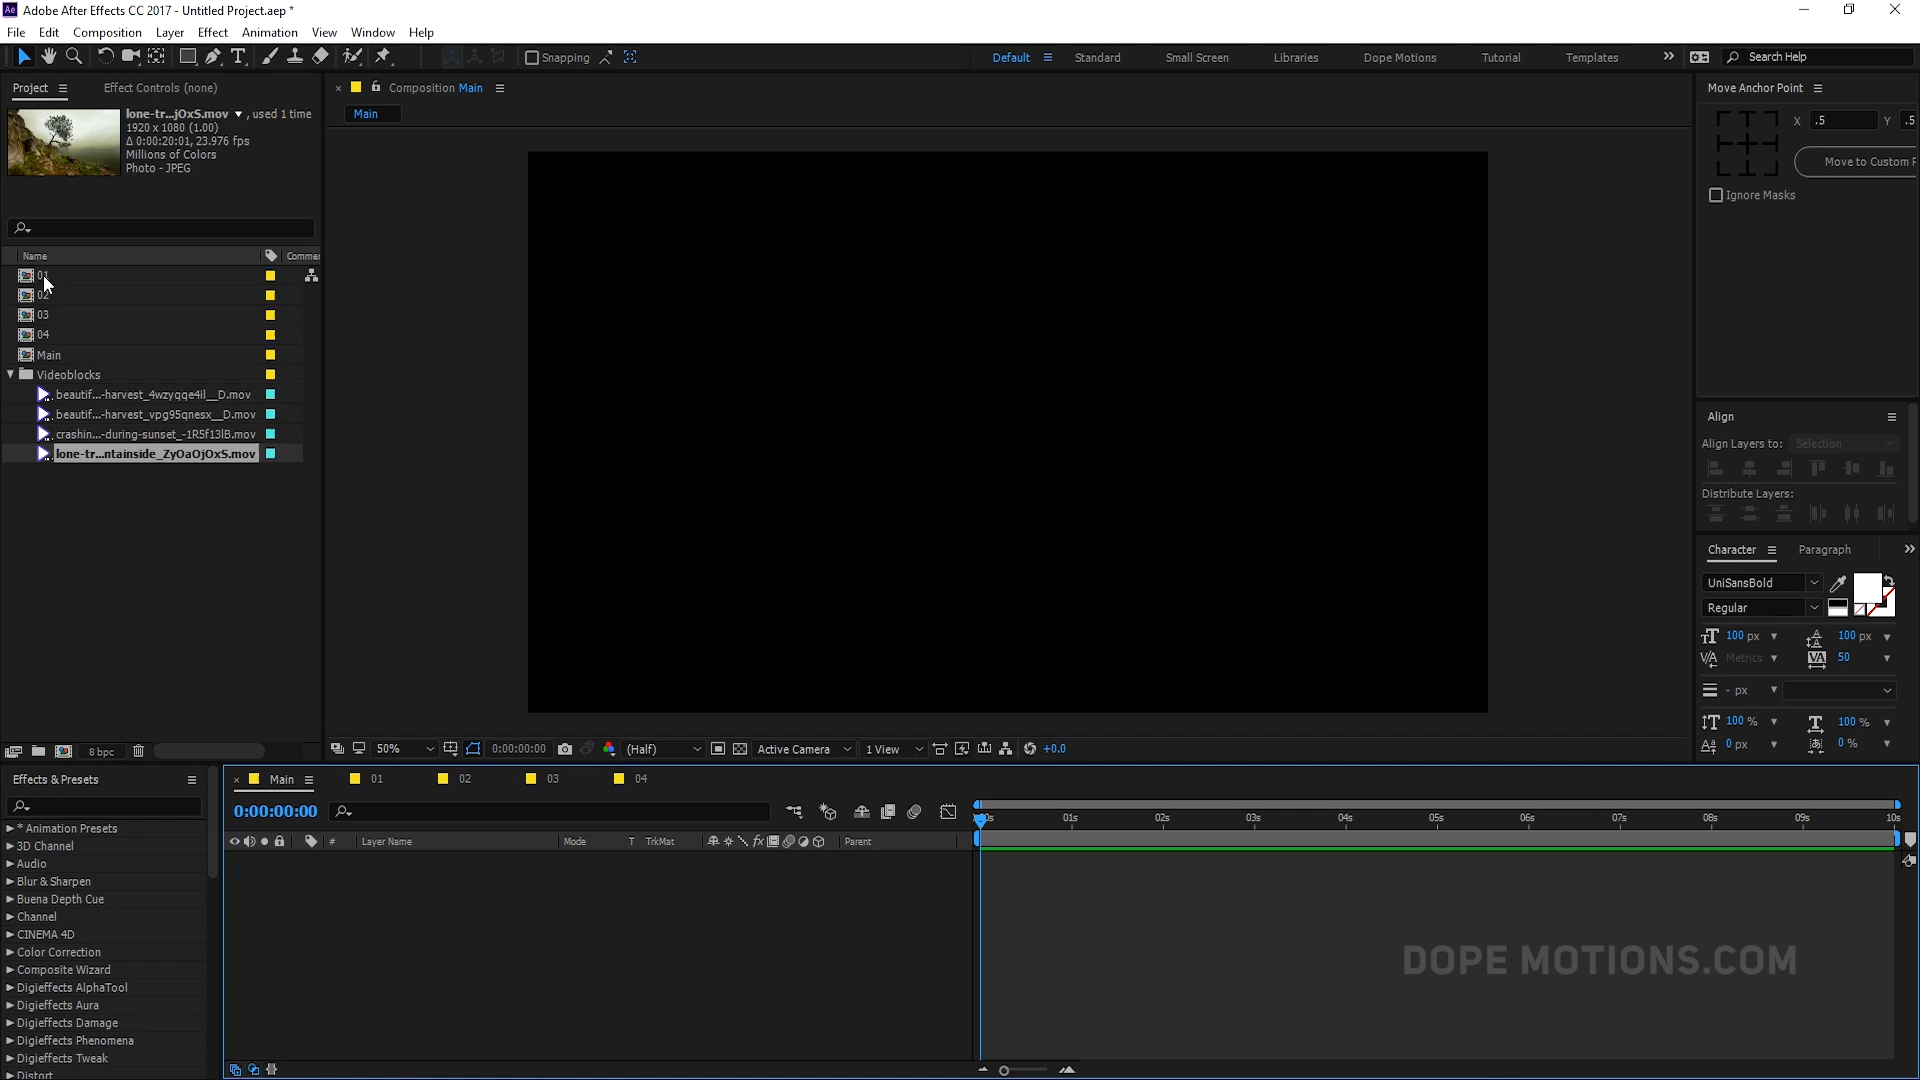 Adobe After Effects CC 2017 - Untitled Project.aep *
File Edit Composition Layer Effect Animation View Window Help
Snapping
Default Standard Small Screen Libraries Dope Motions Tutorial Templates Search Help
Project Effect Controls (none)
lone-tr...jOxS.mov , used 1 time
1920 x 1080 (1.00)
Δ 0:00:20:01, 23.976 fps
Millions of Colors
Photo - JPEG
Name Commer
01
02
03
04
Main
Videoblocks
beautif...-harvest_4wzyqqe4il__D.mov
beautif...-harvest_vpg95qnesx__D.mov
crashin...-during-sunset_-1R5f13lB.mov
lone-tr...ntainside_ZyOaOjOxS.mov
8 bpc
Composition Main
Main
50% 0:00:00:00 (Half) Active Camera 1 View +0.0
Move Anchor Point
X .5 Y .5
Move to Custom P
Ignore Masks
Align
Align Layers to: Selection
Distribute Layers:
Character Paragraph
UniSansBold
Regular
100 px 100 px
Metrics 50
- px
100 % 100 %
0 px 0 %
Effects & Presets
* Animation Presets
3D Channel
Audio
Blur & Sharpen
Buena Depth Cue
Channel
CINEMA 4D
Color Correction
Composite Wizard
Digieffects AlphaTool
Digieffects Aura
Digieffects Damage
Digieffects Phenomena
Digieffects Tweak
Distort
Main 01 02 03 04
0:00:00:00
# Layer Name Mode T TrkMat Parent
00s 01s 02s 03s 04s 05s 06s 07s 08s 09s 10s
DOPE MOTIONS.COM